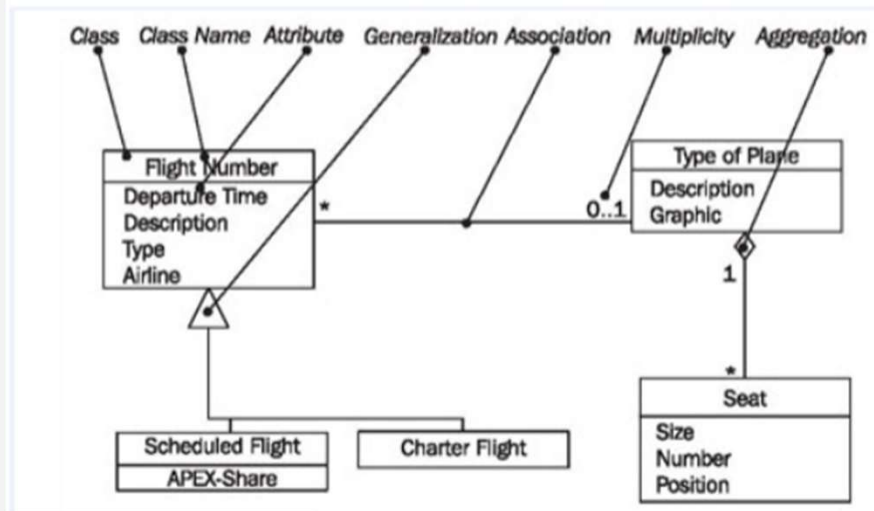 Class Class Name Attribute Generalization Association Multiplicity Aggregation
Flight Number
Departure Time
Description
Type
Airline
*
0..1
Type of Plane
Description
Graphic
1
*
Seat
Size
Number
Position
Scheduled Flight
APEX-Share
Charter Flight